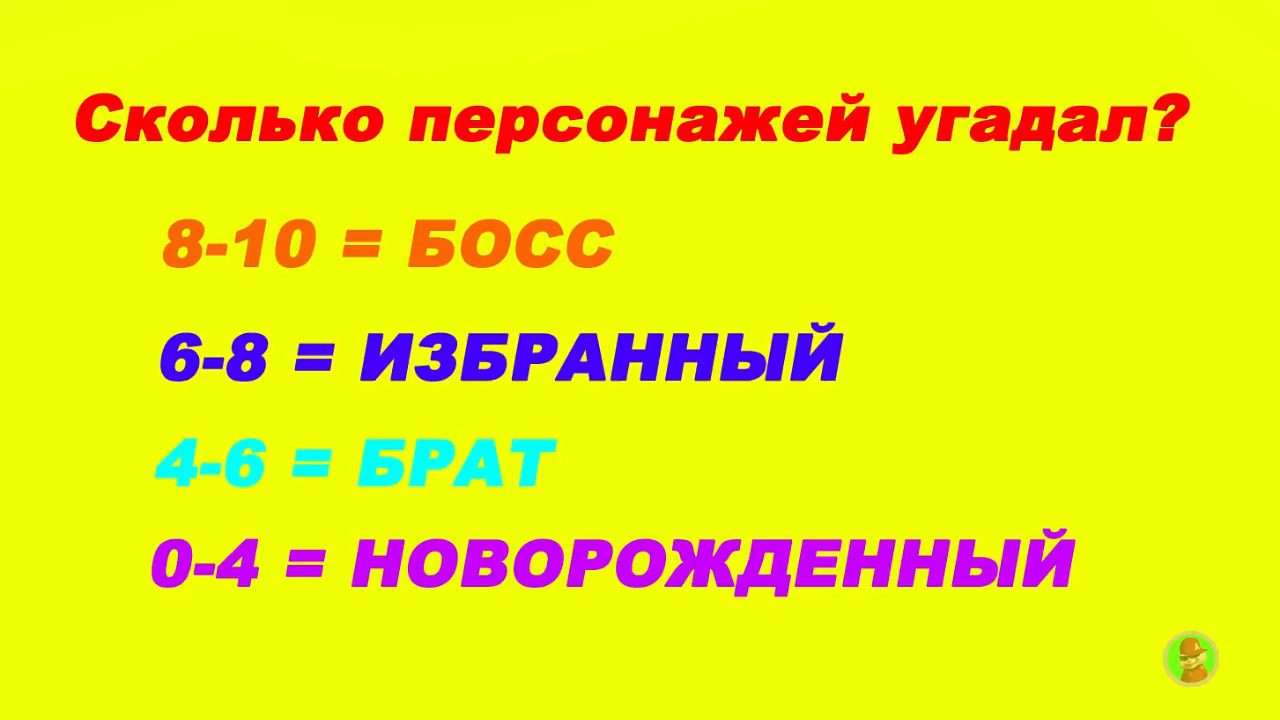 Сколько персонажей угадал?
8-10 = БОСС
6-8 = ИЗБРАННЫЙ
4-6 = БРАТ
0-4 = НОВОРОЖДЕННЫЙ